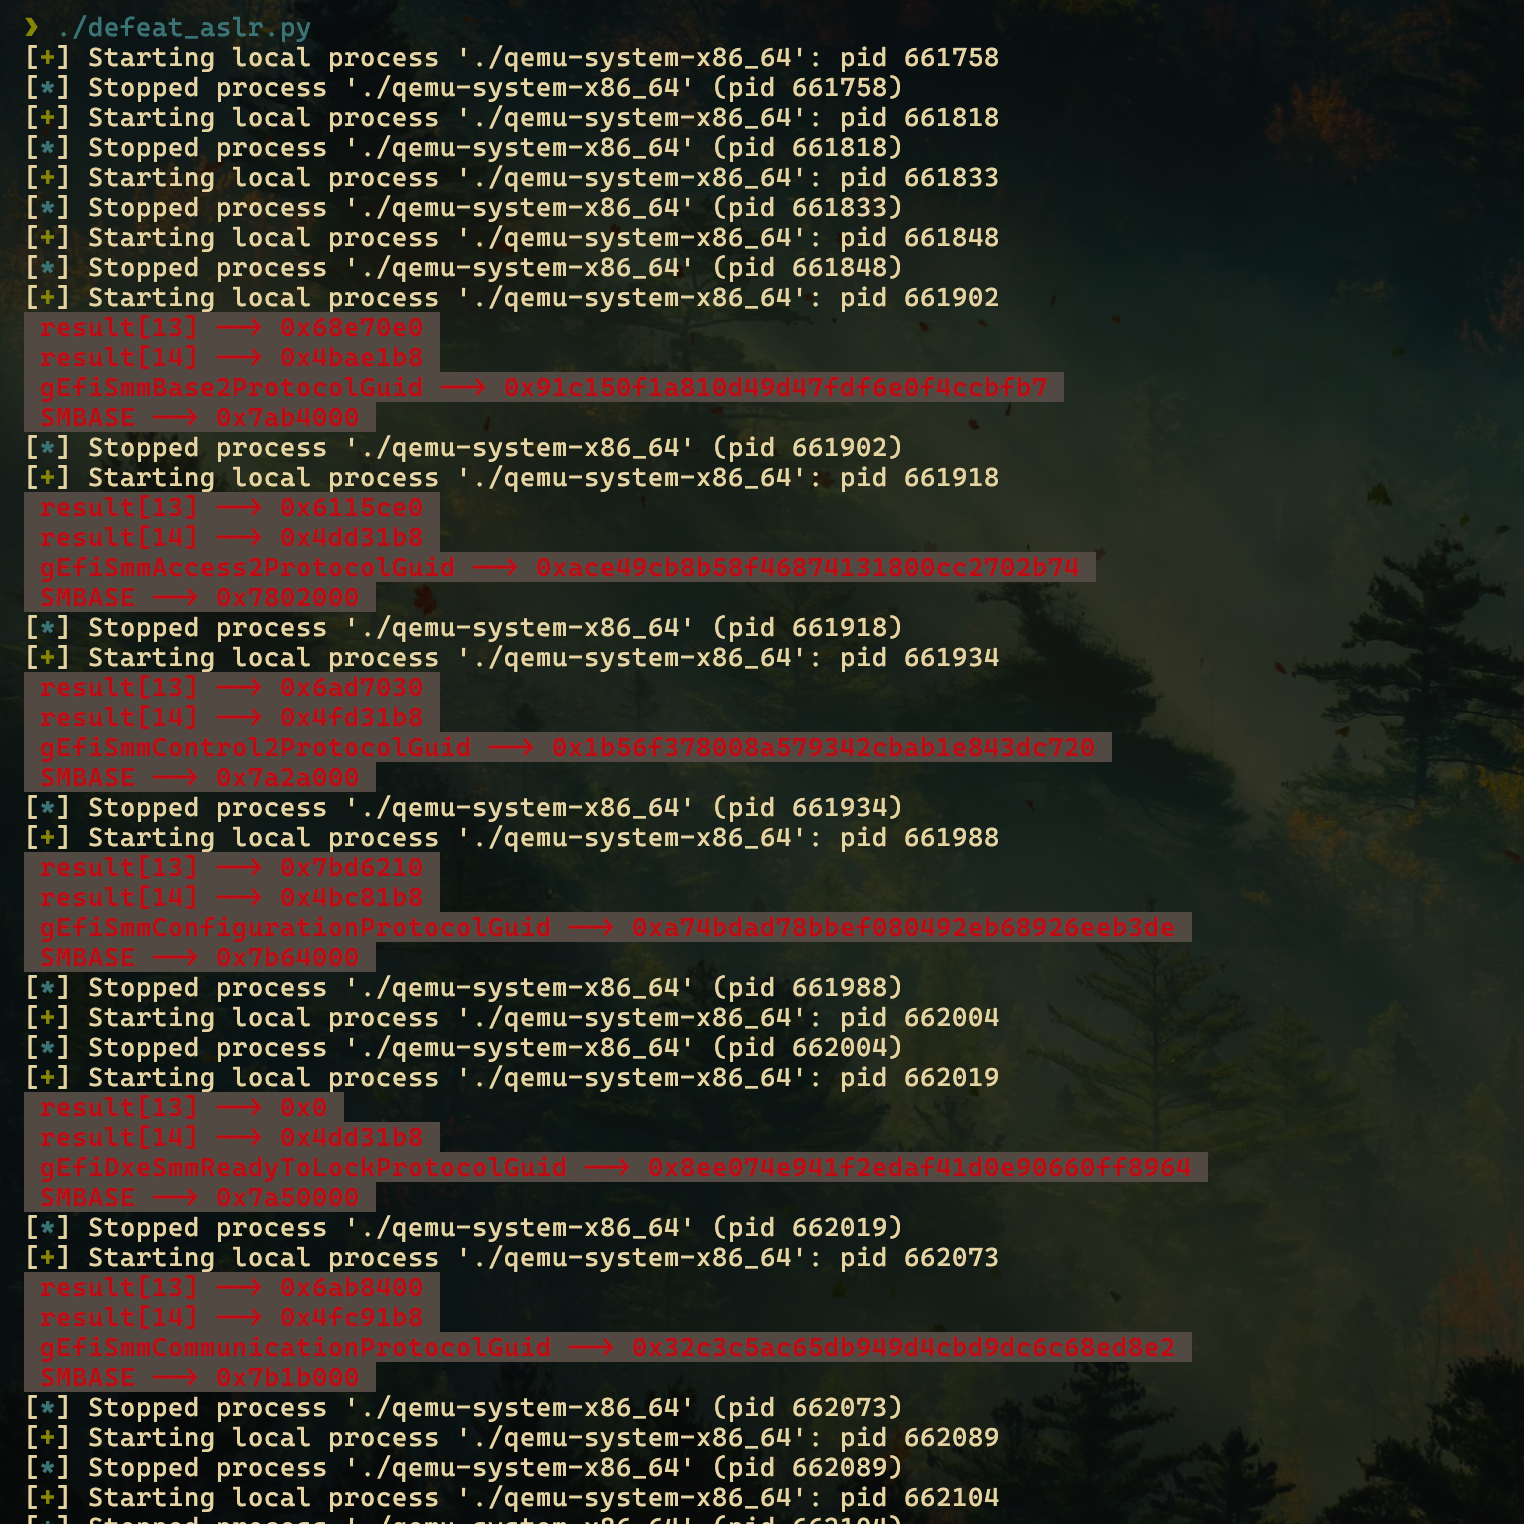 ❯ ./defeat_aslr.py
[+] Starting local process './qemu-system-x86_64': pid 661758
[*] Stopped process './qemu-system-x86_64' (pid 661758)
[+] Starting local process './qemu-system-x86_64': pid 661818
[*] Stopped process './qemu-system-x86_64' (pid 661818)
[+] Starting local process './qemu-system-x86_64': pid 661833
[*] Stopped process './qemu-system-x86_64' (pid 661833)
[+] Starting local process './qemu-system-x86_64': pid 661848
[*] Stopped process './qemu-system-x86_64' (pid 661848)
[+] Starting local process './qemu-system-x86_64': pid 661902
result[13] —→ 0x68e70e0
result[14] —→ 0x4bae1b8
gEfiSmmBase2ProtocolGuid —→ 0x91c150f1a810d49d47fdf6e0f4ccbfb7
SMBASE —→ 0x7ab4000
[*] Stopped process './qemu-system-x86_64' (pid 661902)
[+] Starting local process './qemu-system-x86_64': pid 661918
result[13] —→ 0x6115ce0
result[14] —→ 0x4dd31b8
gEfiSmmAccess2ProtocolGuid —→ 0xace49cb8b58f46874131800cc2702b74
SMBASE —→ 0x7802000
[*] Stopped process './qemu-system-x86_64' (pid 661918)
[+] Starting local process './qemu-system-x86_64': pid 661934
result[13] —→ 0x6ad7030
result[14] —→ 0x4fd31b8
gEfiSmmControl2ProtocolGuid —→ 0x1b56f378008a579342cbab1e843dc720
SMBASE —→ 0x7a2a000
[*] Stopped process './qemu-system-x86_64' (pid 661934)
[+] Starting local process './qemu-system-x86_64': pid 661988
result[13] —→ 0x7bd6210
result[14] —→ 0x4bc81b8
gEfiSmmConfigurationProtocolGuid —→ 0xa74bdad78bbef080492eb68926eeb3de
SMBASE —→ 0x7b64000
[*] Stopped process './qemu-system-x86_64' (pid 661988)
[+] Starting local process './qemu-system-x86_64': pid 662004
[*] Stopped process './qemu-system-x86_64' (pid 662004)
[+] Starting local process './qemu-system-x86_64': pid 662019
result[13] —→ 0x0
result[14] —→ 0x4dd31b8
gEfiDxeSmmReadyToLockProtocolGuid —→ 0x8ee074e941f2edaf41d0e90660ff8964
SMBASE —→ 0x7a50000
[*] Stopped process './qemu-system-x86_64' (pid 662019)
[+] Starting local process './qemu-system-x86_64': pid 662073
result[13] —→ 0x6ab8400
result[14] —→ 0x4fc91b8
gEfiSmmCommunicationProtocolGuid —→ 0x32c3c5ac65db949d4cbd9dc6c68ed8e2
SMBASE —→ 0x7b1b000
[*] Stopped process './qemu-system-x86_64' (pid 662073)
[+] Starting local process './qemu-system-x86_64': pid 662089
[*] Stopped process './qemu-system-x86_64' (pid 662089)
[+] Starting local process './qemu-system-x86_64': pid 662104
[*] Stopped process './qemu-system-x86_64' (pid 662104)